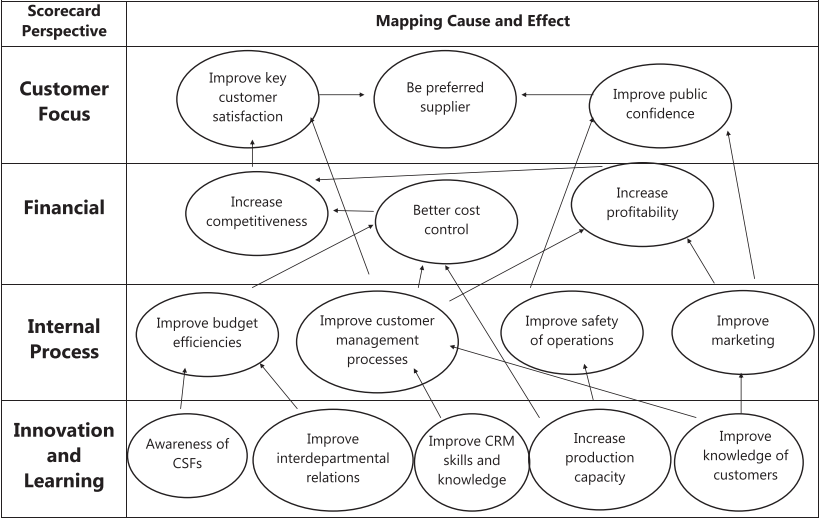 Scorecard
Perspective
Mapping Cause and Effect
Customer
Focus
Improve key
customer
satisfaction
Be preferred
supplier
Improve public
confidence
Financial
Increase
competitiveness
Better cost
control
Increase
profitability
Internal
Process
Improve budget
efficiencies
Improve customer
management
processes
Improve safety
of operations
Improve
marketing
Innovation
and
Learning
Awareness of
CSFs
Improve
interdepartmental
relations
Improve CRM
skills and
knowledge
Increase
production
capacity
Improve
knowledge of
customers